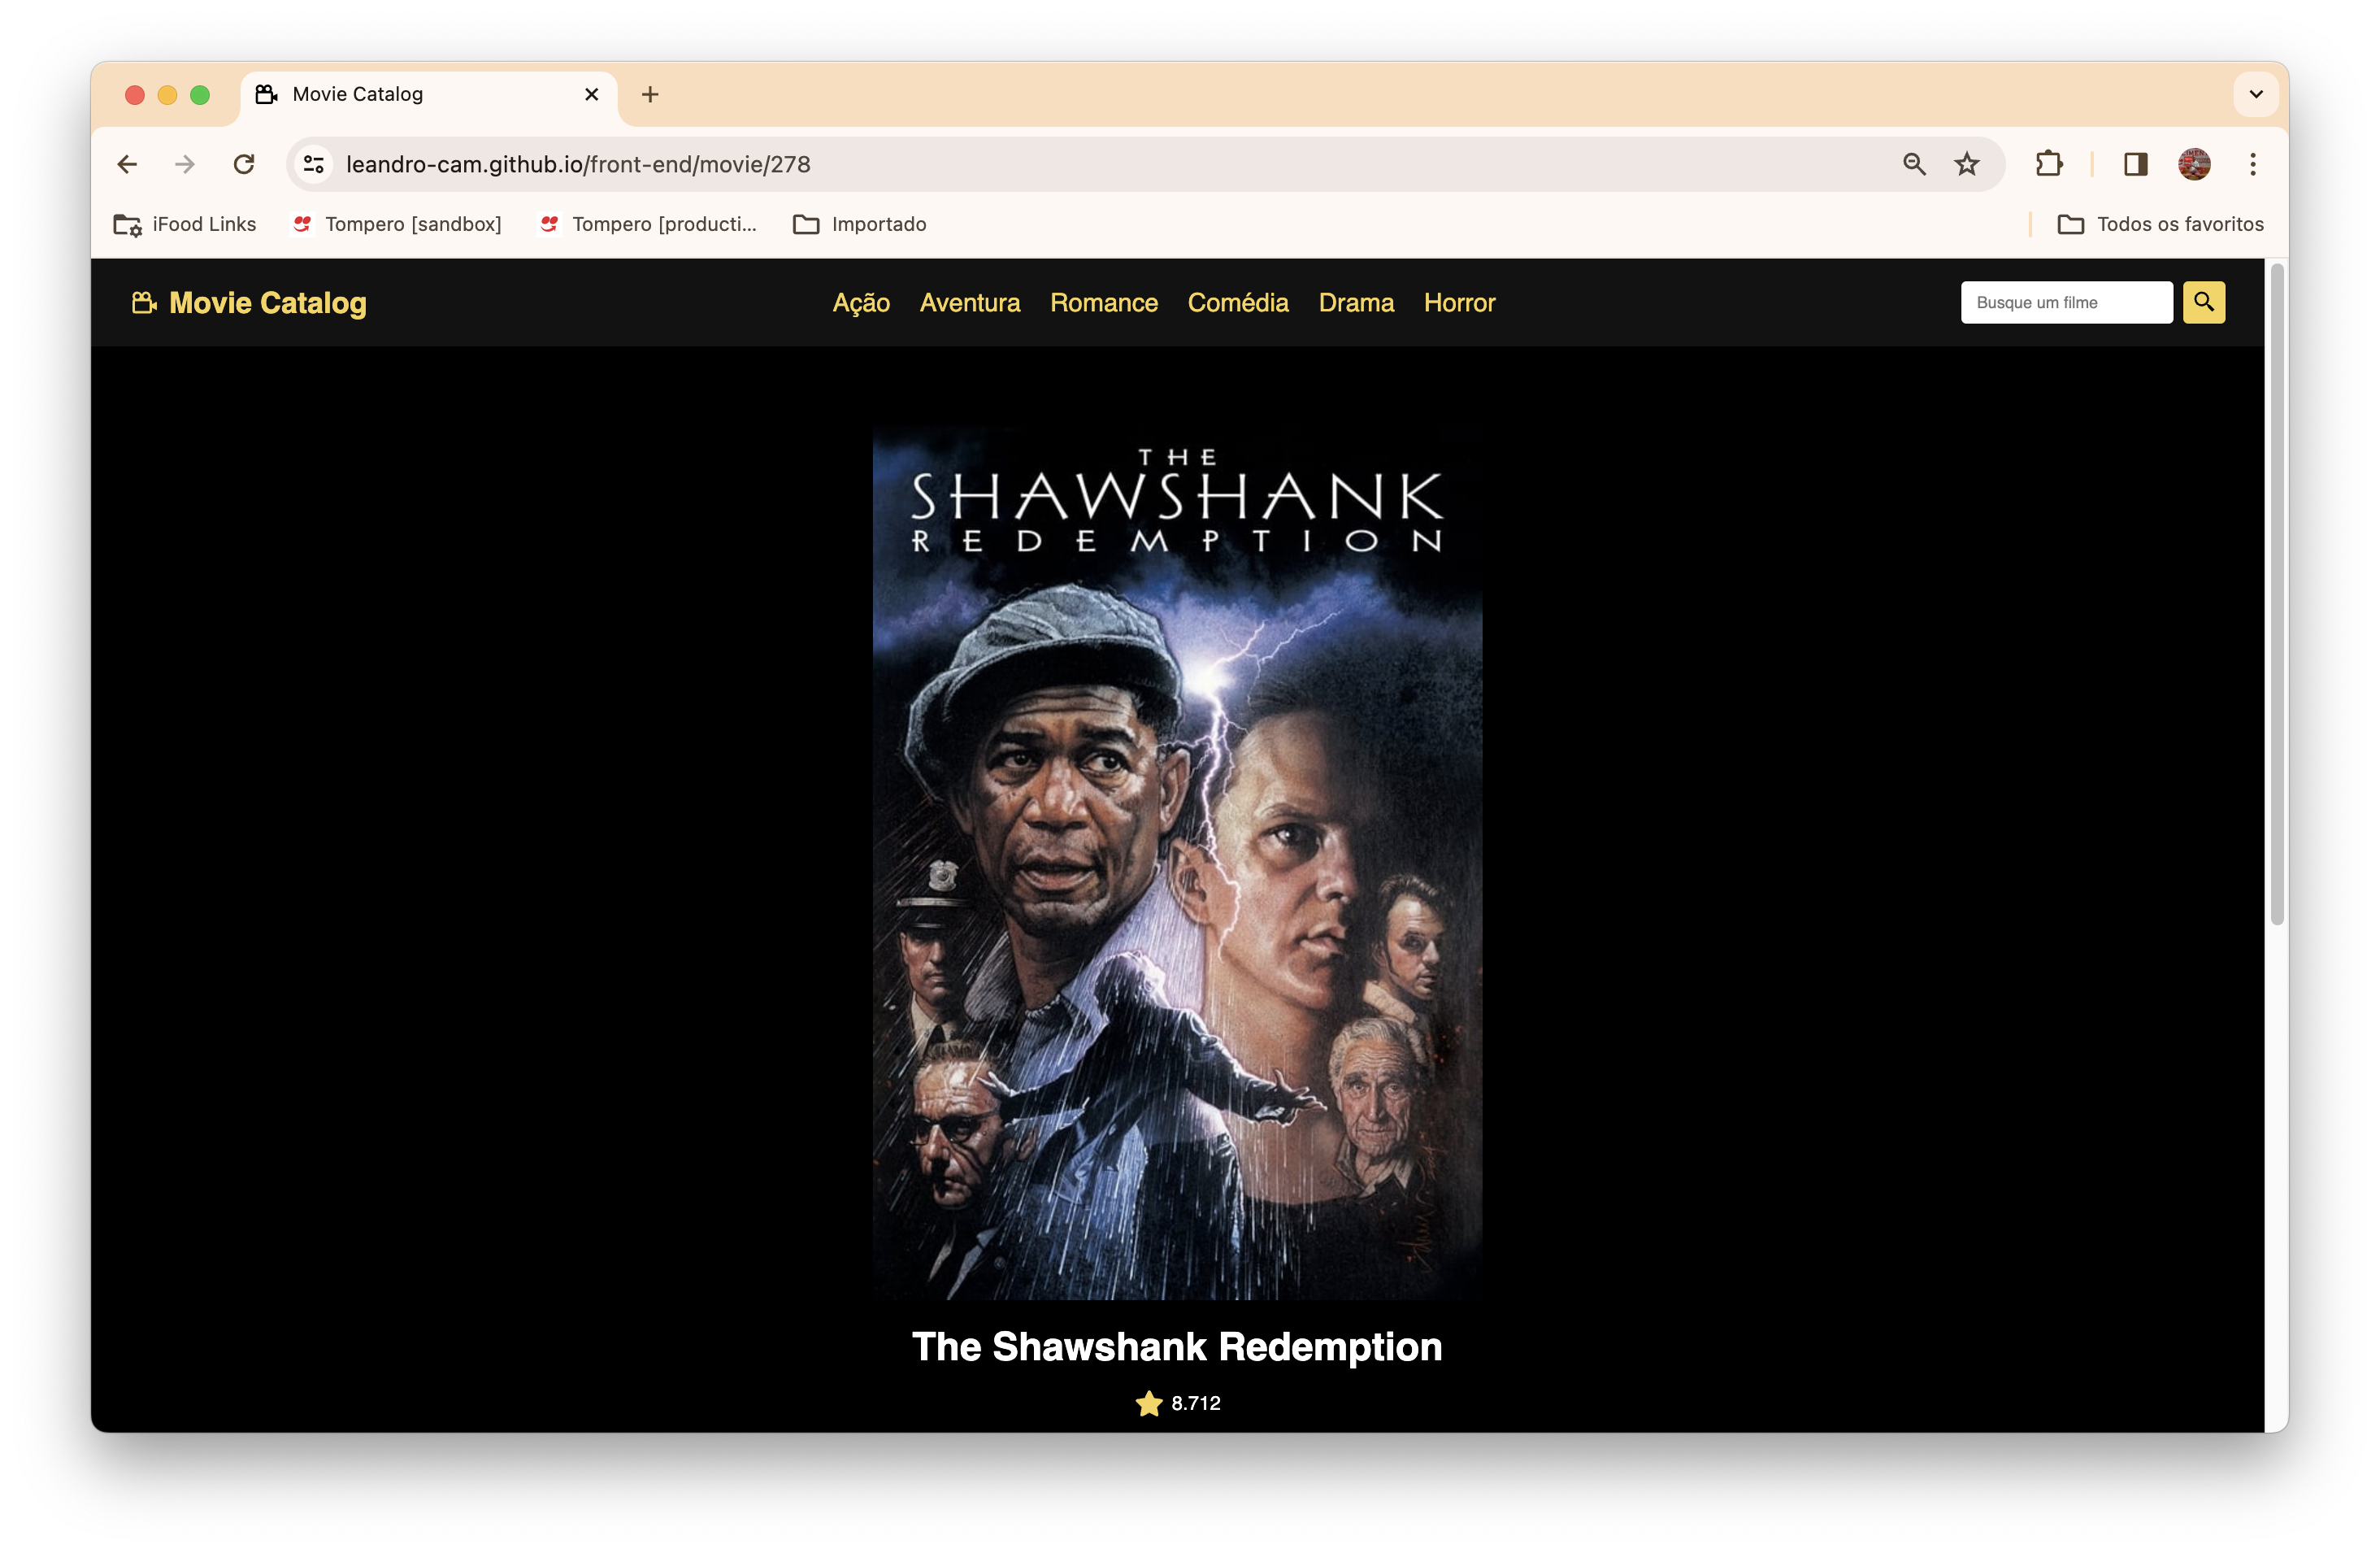 Movie Catalog
leandro-cam.github.io/front-end/movie/278
iFood Links Tompero [sandbox] Tompero [producti... Importado Todos os favoritos
Movie Catalog Ação Aventura Romance Comédia Drama Horror Busque um filme
THE
SHAWSHANK
REDEMPTION
The Shawshank Redemption
8.712